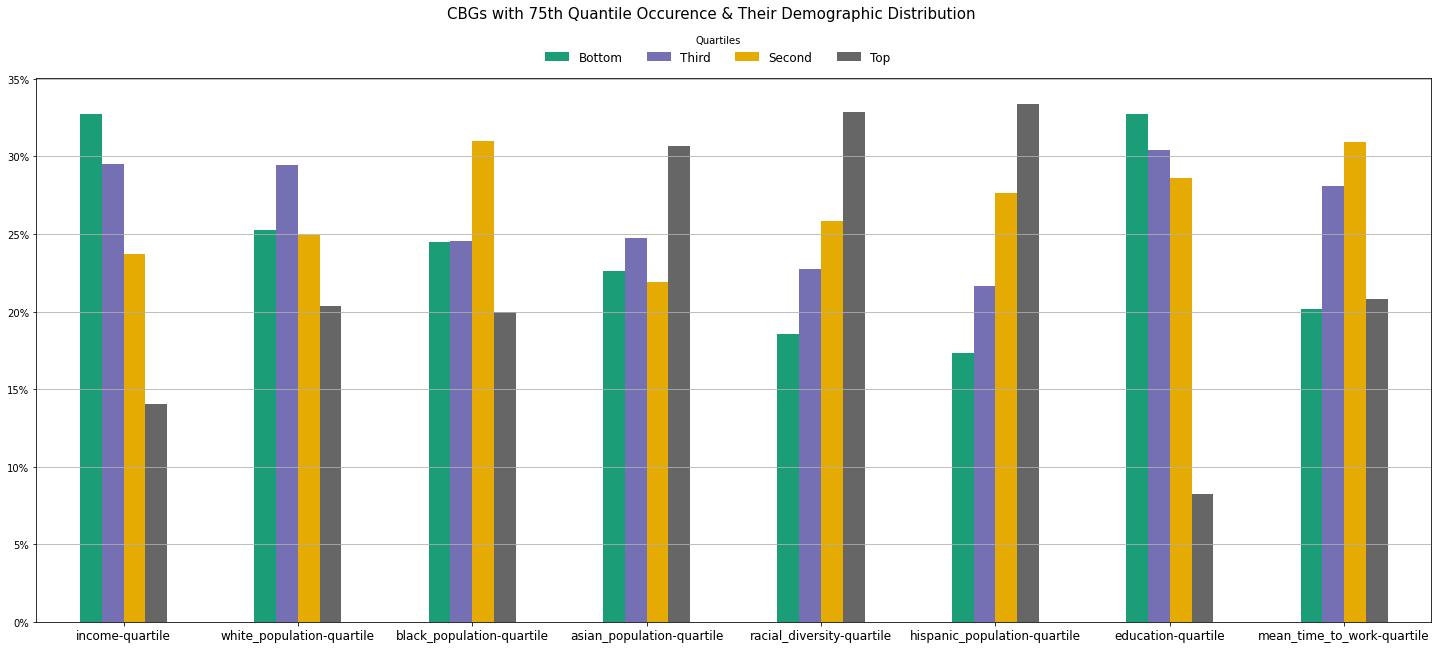 CBGs with 75th Quantile Occurence & Their Demographic Distribution
Quartiles
Bottom Third Second Top
35%
30%
25%
20%
15%
10%
5%
0%
income-quartile white_population-quartile black_population-quartile asian_population-quartile racial_diversity-quartile hispanic_population-quartile education-quartile mean_time_to_work-quartile